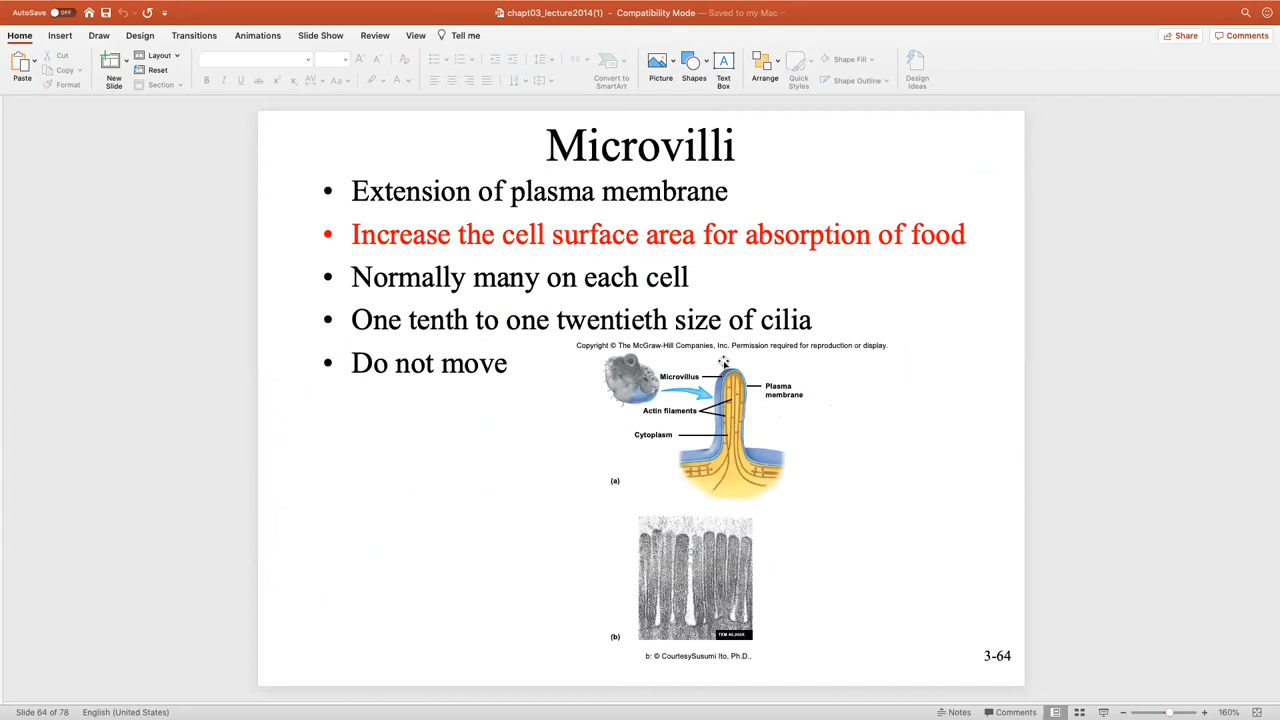 AutoSave OFF
chapt03_lecture2014(1) - Compatibility Mode — Saved to my Mac
Home Insert Draw Design Transitions Animations Slide Show Review View Tell me
Share Comments
Paste
Cut
Copy
Format
New Slide
Layout
Reset
Section
Convert to SmartArt
Picture
Shapes
Text Box
Arrange
Quick Styles
Shape Fill
Shape Outline
Design Ideas
Microvilli
• Extension of plasma membrane
• Increase the cell surface area for absorption of food
• Normally many on each cell
• One tenth to one twentieth size of cilia
• Do not move
Copyright © The McGraw-Hill Companies, Inc. Permission required for reproduction or display.
Microvillus
Plasma
membrane
Actin filaments
Cytoplasm
(a)
TEM 60,000X
(b)
b: © CourtesySusumi Ito, Ph.D..
3-64
Slide 64 of 78 English (United States) Notes Comments 160%